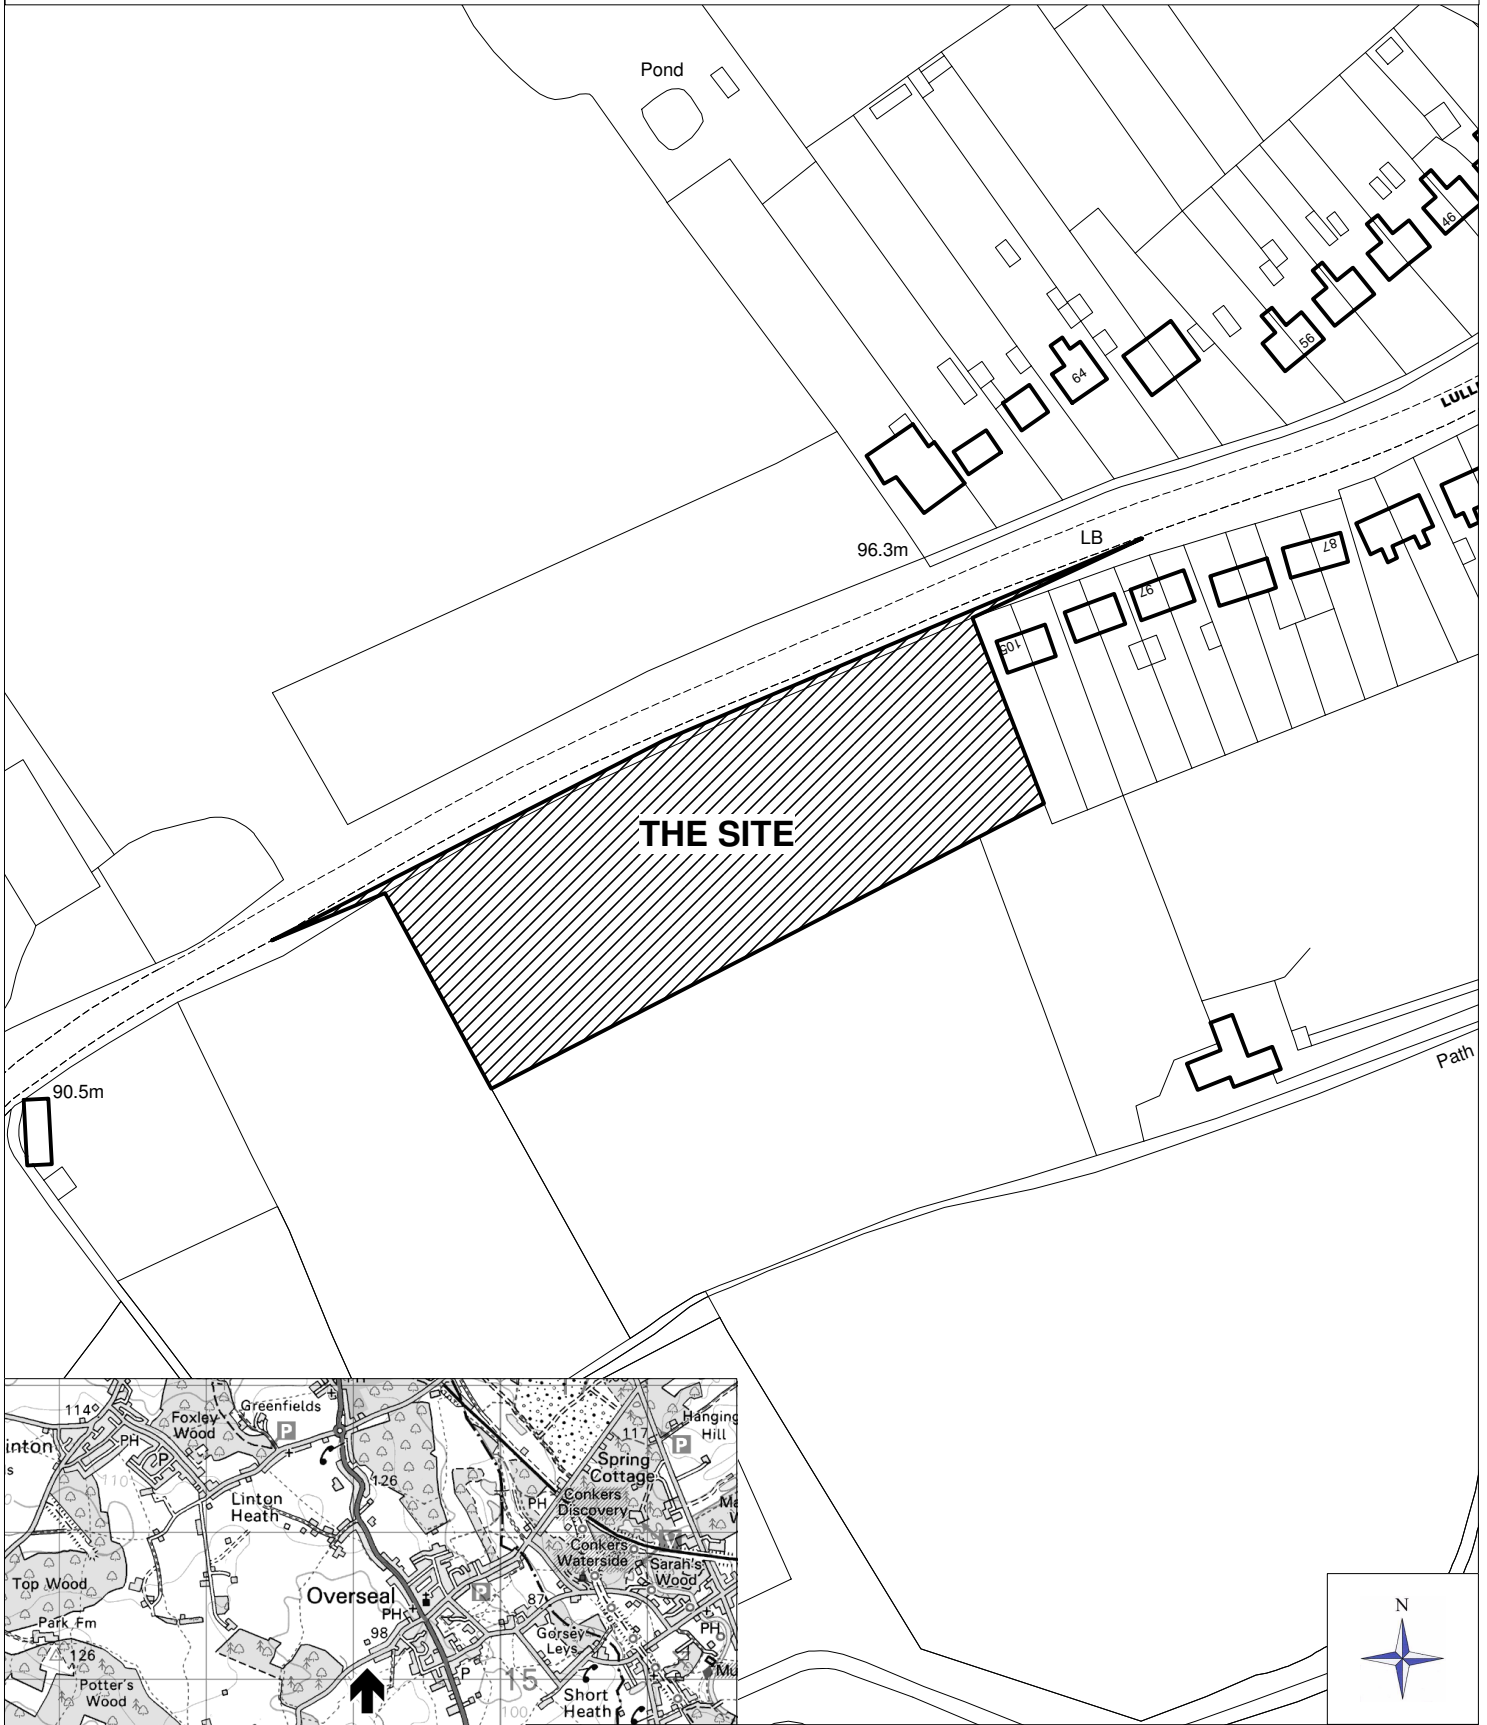 Pond
46
56
64
LULL
96.3m
LB
87
97
105
THE SITE
90.5m
Path
114
Foxley
Wood
Greenfields
P
PH
P
Linton
Heath
126
117
Hanging
Hill
P
Spring
Cottage
PH
Conkers
Discovery
Conkers
Waterside
Sarah's
Wood
110
Top Wood
Park Fm
126
Potter's
Wood
Overseal
PH
98
P
87
Gorsey
Leys
PH
P
15
100
Short
Heath
N